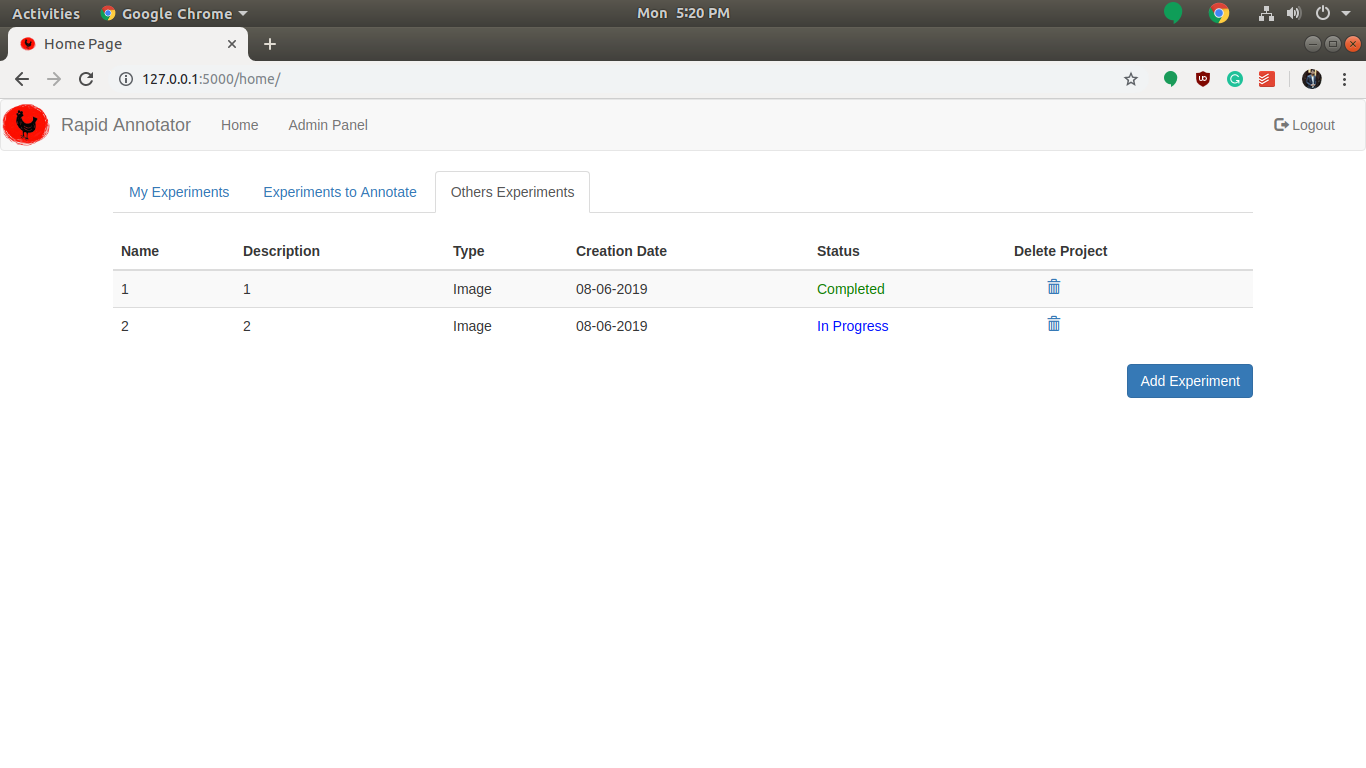 Activities Google Chrome Mon 5:20 PM
Home Page
127.0.0.1:5000/home/
Rapid Annotator Home Admin Panel Logout
My Experiments Experiments to Annotate Others Experiments
Name Description Type Creation Date Status Delete Project
1 1 Image 08-06-2019 Completed
2 2 Image 08-06-2019 In Progress
Add Experiment